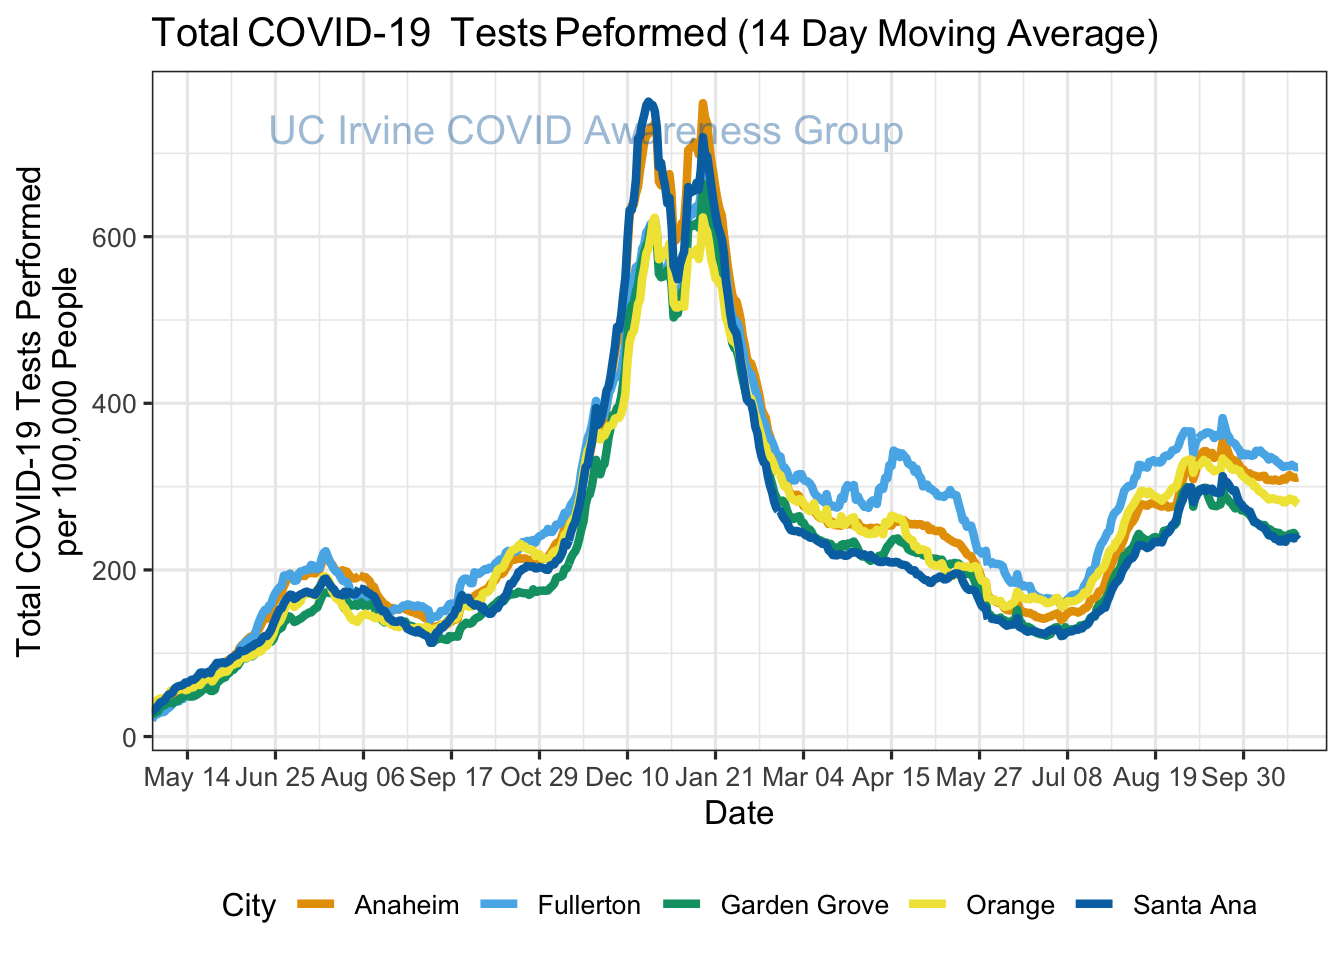 Total COVID-19 Tests Peformed (14 Day Moving Average)
UC Irvine COVID Awareness Group
Total COVID-19 Tests Performed
per 100,000 People
600
400
200
0
May 14 Jun 25 Aug 06 Sep 17 Oct 29 Dec 10 Jan 21 Mar 04 Apr 15 May 27 Jul 08 Aug 19 Sep 30
Date
City Anaheim Fullerton Garden Grove Orange Santa Ana